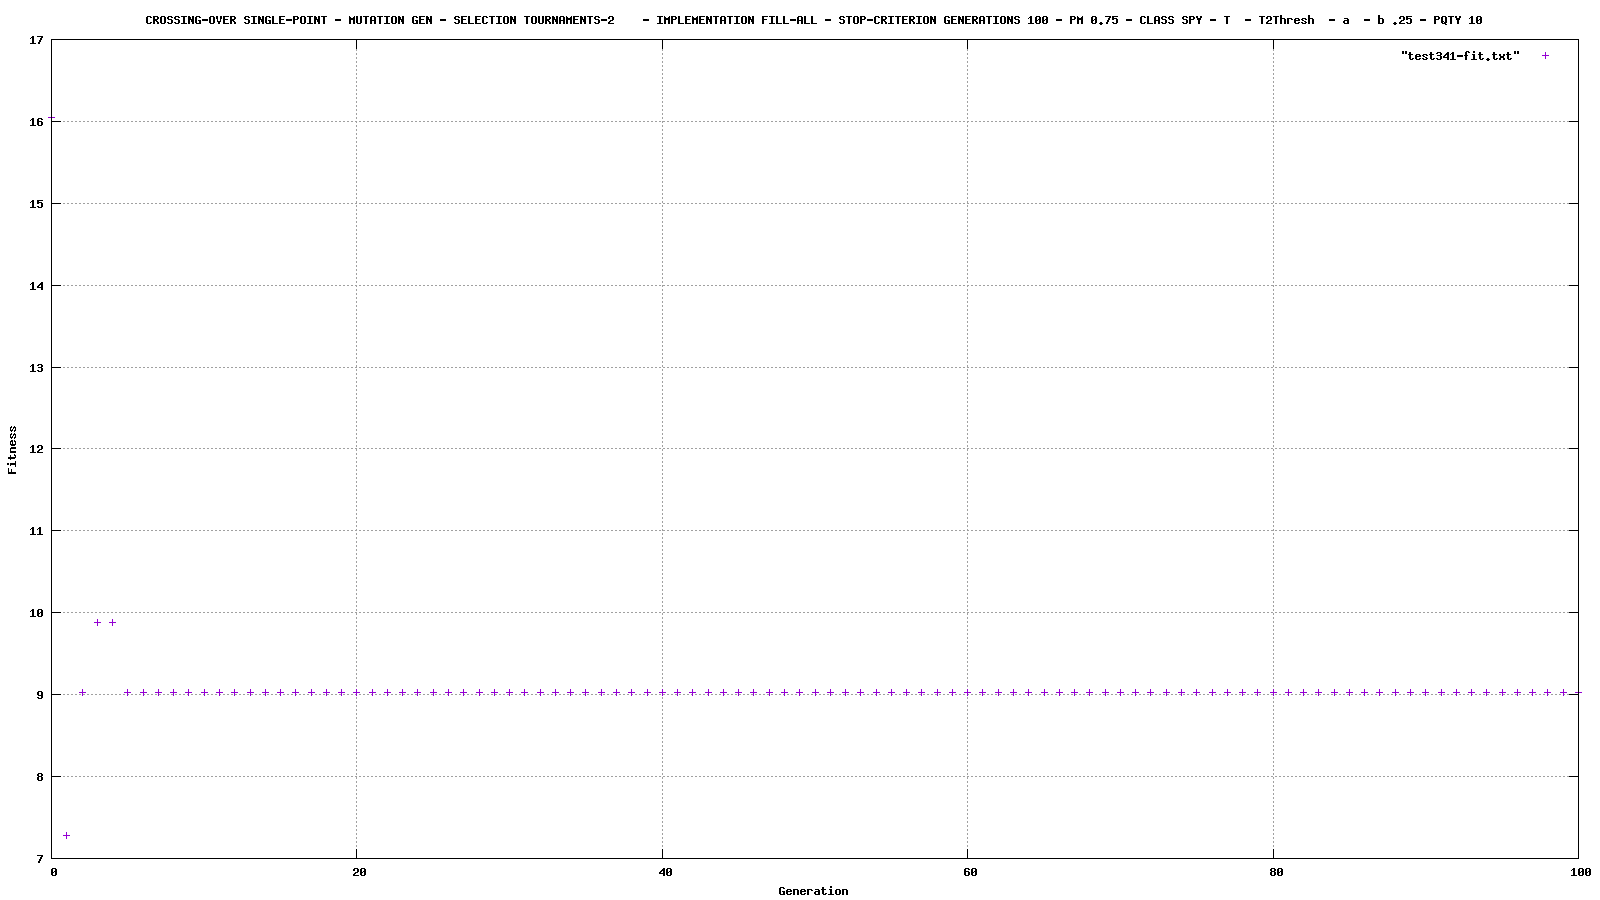 CROSSING-OVER SINGLE-POINT - MUTATION GEN - SELECTION TOURNAMENTS-2    - IMPLEMENTATION FILL-ALL - STOP-CRITERION GENERATIONS 100 - PM 0.75 - CLASS SPY - T  - T2Thresh  - a  - b .25 - PQTY 10
17
"test341-fit.txt"
16
15
14
13
12
Fitness
11
10
9
8
7
0 20 40 60 80 100
Generation